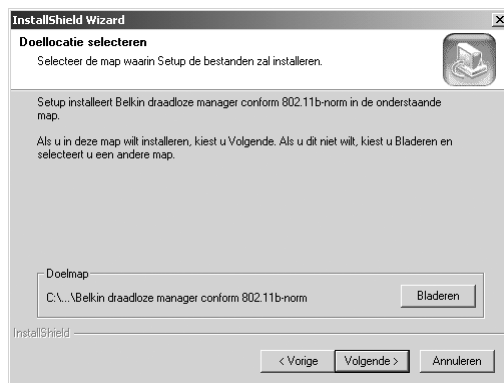 InstallShield Wizard
Doellocatie selecteren
Selecteer de map waarin Setup de bestanden zal installeren.
Setup installeert Belkin draadloze manager conform 802.11b-norm in de onderstaande
map.
Als u in deze map wilt installeren, kiest u Volgende. Als u dit niet wilt, kiest u Bladeren en
selecteert u een andere map.
Doelmap
C:\...\Belkin draadloze manager conform 802.11b-norm
Bladeren
InstallShield
< Vorige
Volgende >
Annuleren